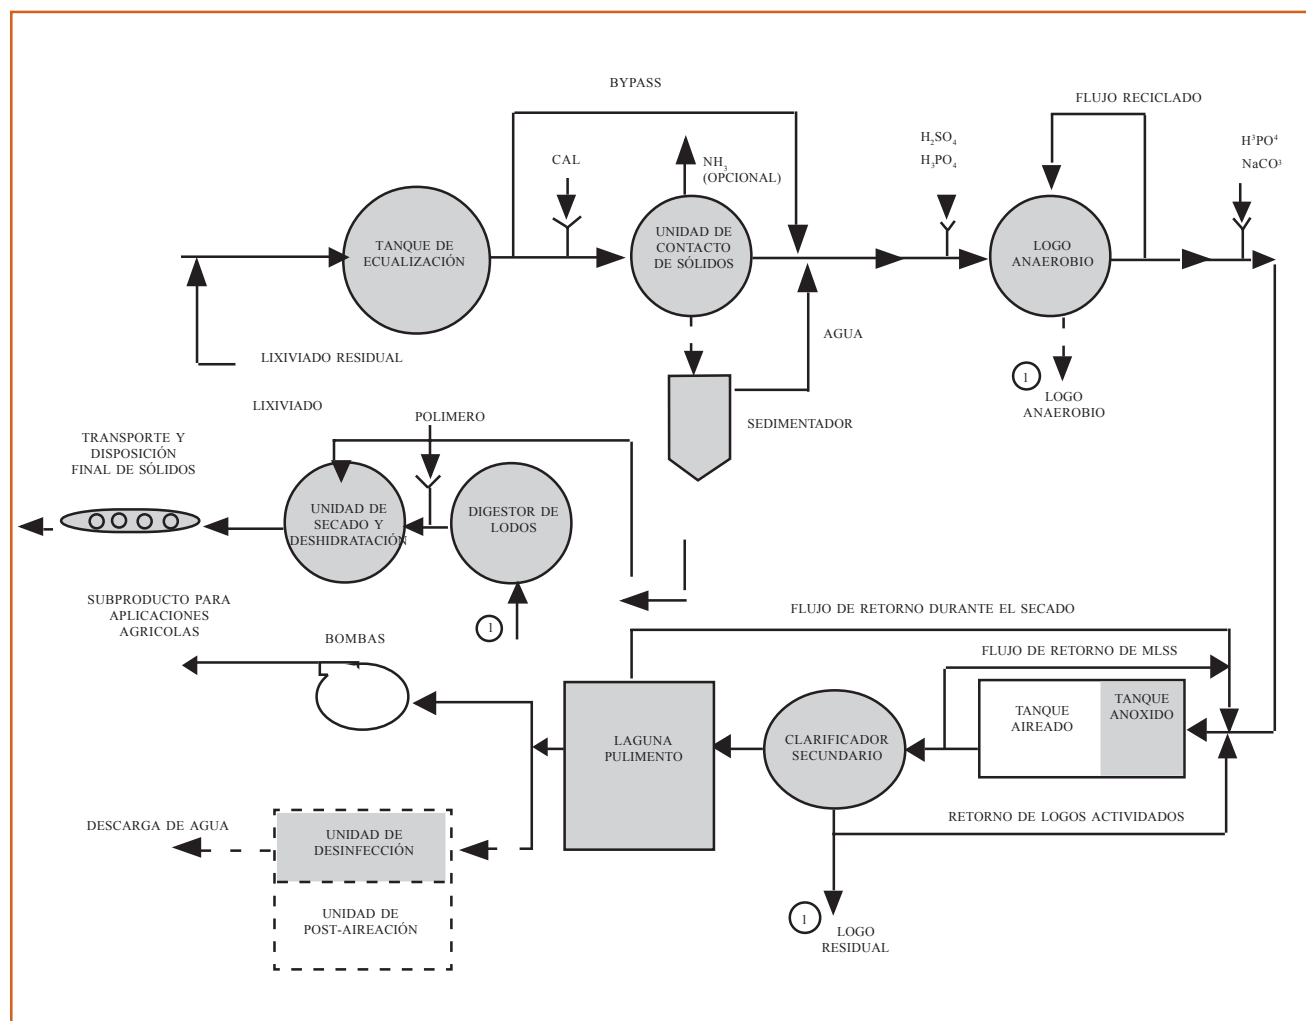 BYPASS
FLUJO RECICLADO
H₂SO₄
H₃PO₄
H³PO⁴
NaCO³
CAL
NH₃
(OPCIONAL)
TANQUE DE
ECUALIZACIÓN
UNIDAD DE
CONTACTO
DE SÓLIDOS
LOGO
ANAEROBIO
LIXIVIADO RESIDUAL
AGUA
1
LOGO
ANAEROBIO
LIXIVIADO
POLIMERO
SEDIMENTADOR
TRANSPORTE Y
DISPOSICIÓN
FINAL DE SÓLIDOS
UNIDAD DE
SECADO Y
DESHIDRATACIÓN
DIGESTOR DE
LODOS
SUBPRODUCTO PARA
APLICACIONES
AGRICOLAS
1
BOMBAS
FLUJO DE RETORNO DURANTE EL SECADO
FLUJO DE RETORNO DE MLSS
TANQUE
AIREADO
TANQUE
ANOXIDO
LAGUNA
PULIMENTO
CLARIFICADOR
SECUNDARIO
DESCARGA DE AGUA
UNIDAD DE
DESINFECCIÓN
RETORNO DE LOGOS ACTIVIDADOS
UNIDAD DE
POST-AIREACIÓN
1
LOGO
RESIDUAL